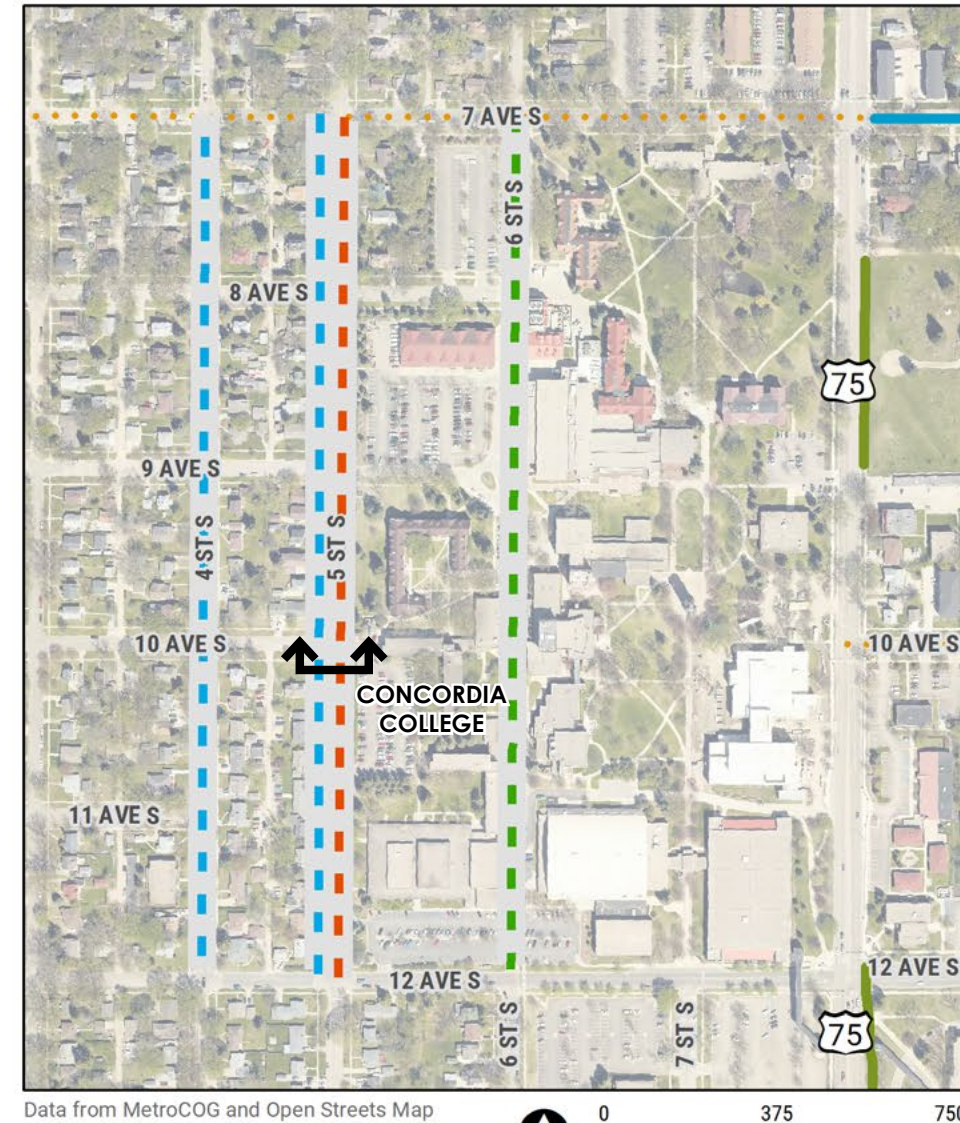 7 AVE S
6 ST S
8 AVE S
75
9 AVE S
4 ST S
5 ST S
10 AVE S
10 AVE S
CONCORDIA
COLLEGE
11 AVE S
12 AVE S
12 AVE S
6 ST S
7 ST S
75
Data from MetroCOG and Open Streets Map
0 375 750